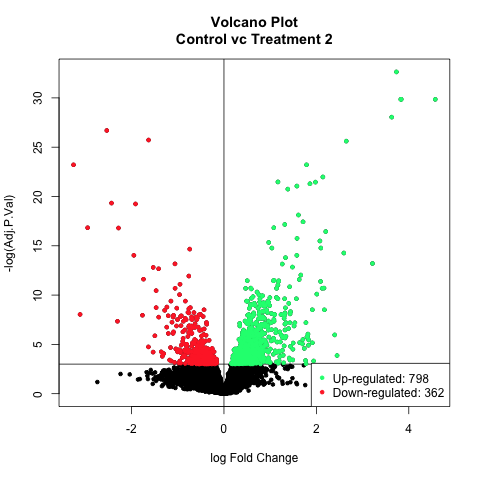 Volcano Plot
Control vc Treatment 2
-log(Adj.P.Val)
30
25
20
15
10
5
0
-2
0
2
4
log Fold Change
Up-regulated: 798
Down-regulated: 362